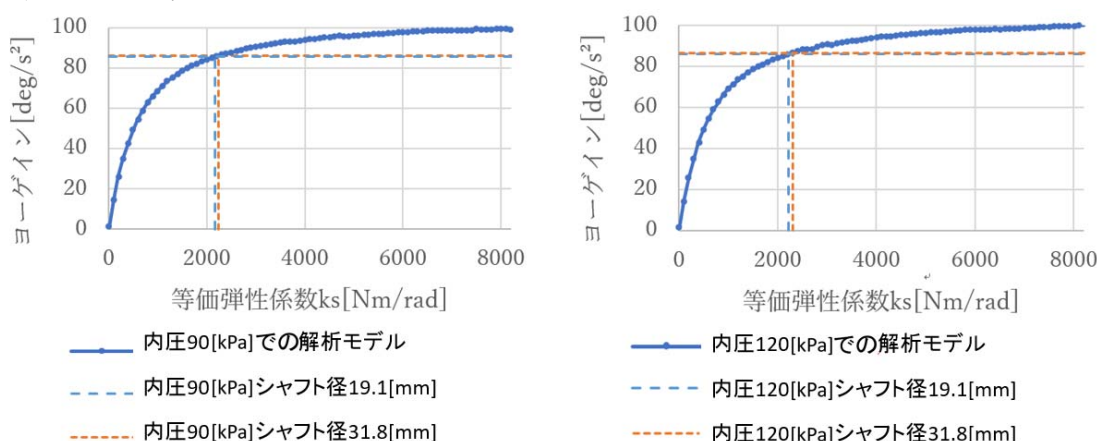 100
80
60
40
20
0
ヨーゲイン[deg/s²]
0 2000 4000 6000 8000
等価弾性係数ks[Nm/rad]
内圧90[kPa]での解析モデル
内圧90[kPa]シャフト径19.1[mm]
内圧90[kPa]シャフト径31.8[mm]
100
80
60
40
20
0
ヨーゲイン[deg/s²]
0 2000 4000 6000 8000
等価弾性係数ks[Nm/rad]
内圧120[kPa]での解析モデル
内圧120[kPa]シャフト径19.1[mm]
内圧120[kPa]シャフト径31.8[mm]